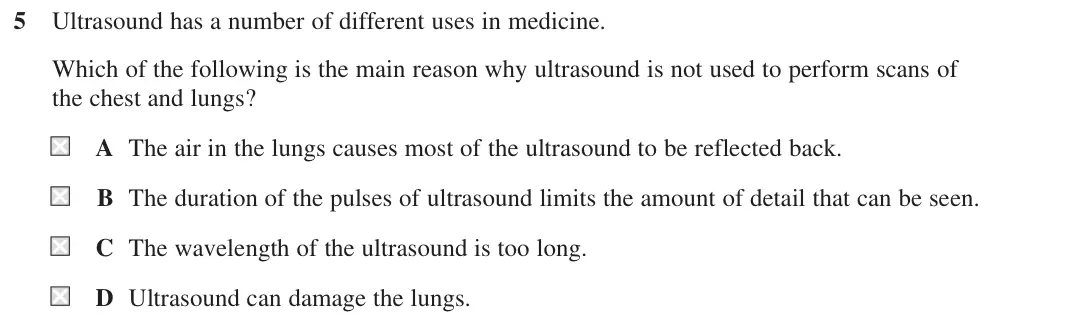 5 Ultrasound has a number of different uses in medicine.
Which of the following is the main reason why ultrasound is not used to perform scans of
the chest and lungs?
A The air in the lungs causes most of the ultrasound to be reflected back.
B The duration of the pulses of ultrasound limits the amount of detail that can be seen.
C The wavelength of the ultrasound is too long.
D Ultrasound can damage the lungs.